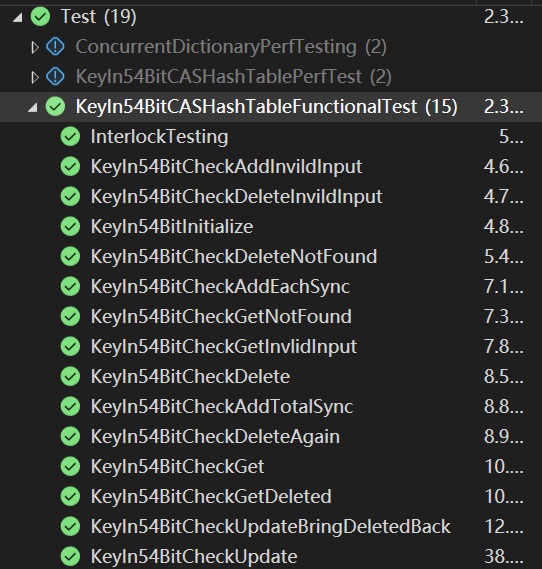 Test (19) 2.3...
ConcurrentDictionaryPerfTesting (2)
KeyIn54BitCASHashTablePerfTest (2)
KeyIn54BitCASHashTableFunctionalTest (15) 2.3...
InterlockTesting 5...
KeyIn54BitCheckAddInvildInput 4.6...
KeyIn54BitCheckDeleteInvildInput 4.7...
KeyIn54BitInitialize 4.8...
KeyIn54BitCheckDeleteNotFound 5.4...
KeyIn54BitCheckAddEachSync 7.1...
KeyIn54BitCheckGetNotFound 7.3...
KeyIn54BitCheckGetInvlidInput 7.8...
KeyIn54BitCheckDelete 8.5...
KeyIn54BitCheckAddTotalSync 8.8...
KeyIn54BitCheckDeleteAgain 8.9...
KeyIn54BitCheckGet 10....
KeyIn54BitCheckGetDeleted 10....
KeyIn54BitCheckUpdateBringDeletedBack 12....
KeyIn54BitCheckUpdate 38....